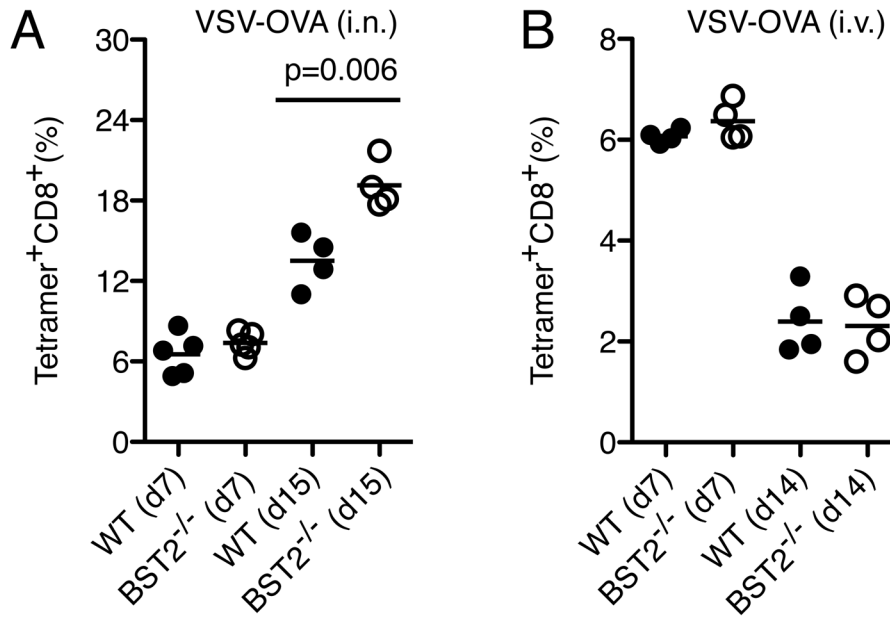 A
VSV-OVA (i.n.)
p=0.006
Tetramer⁺CD8⁺(%)
30
24
18
12
6
0
WT (d7)
BST2⁻/⁻ (d7)
WT (d15)
BST2⁻/⁻ (d15)
B
VSV-OVA (i.v.)
Tetramer⁺CD8⁺(%)
8
6
4
2
0
WT (d7)
BST2⁻/⁻ (d7)
WT (d14)
BST2⁻/⁻ (d14)